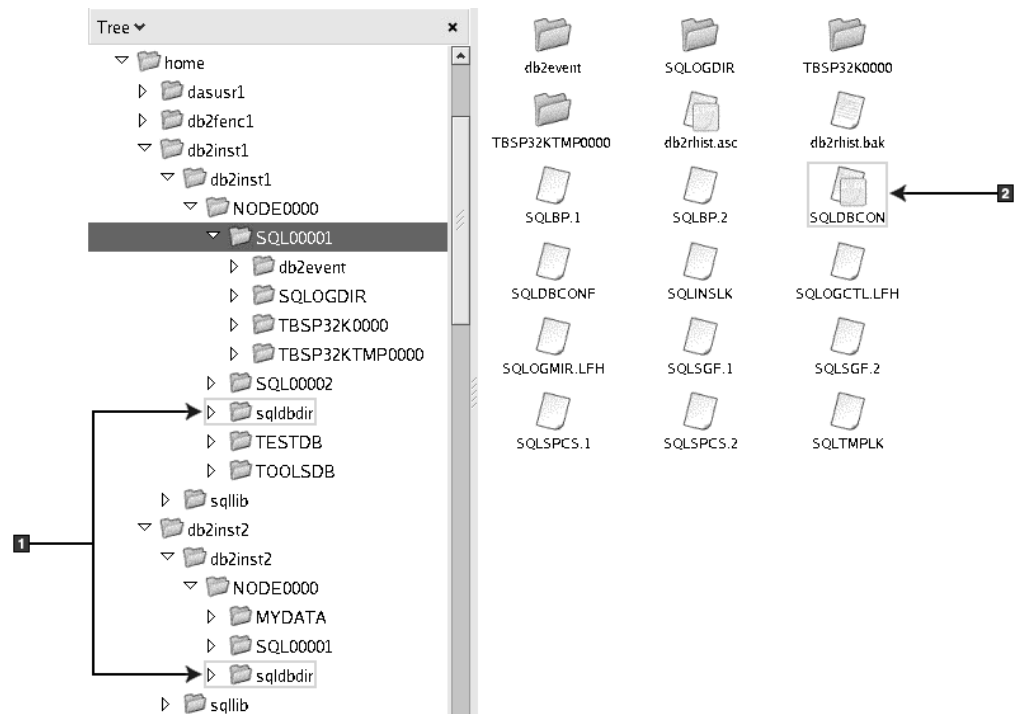 Tree
home
dasusr1
db2fenc1
db2inst1
db2inst1
NODE0000
SQL00001
db2event
SQLOGDIR
TBSP32K0000
TBSP32KTMP0000
SQL00002
sqldbdir
TESTDB
TOOLSDB
sqllib
db2inst2
db2inst2
NODE0000
MYDATA
SQL00001
sqldbdir
sqllib
1
db2event SQLOGDIR TBSP32K0000
TBSP32KTMP0000 db2rhist.asc db2rhist.bak
SQLBP.1 SQLBP.2 SQLDBCON
2
SQLDBCONF SQLINSLK SQLOGCTL.LFH
SQLOGMIR.LFH SQLSGF.1 SQLSGF.2
SQLSPCS.1 SQLSPCS.2 SQLTMPLK